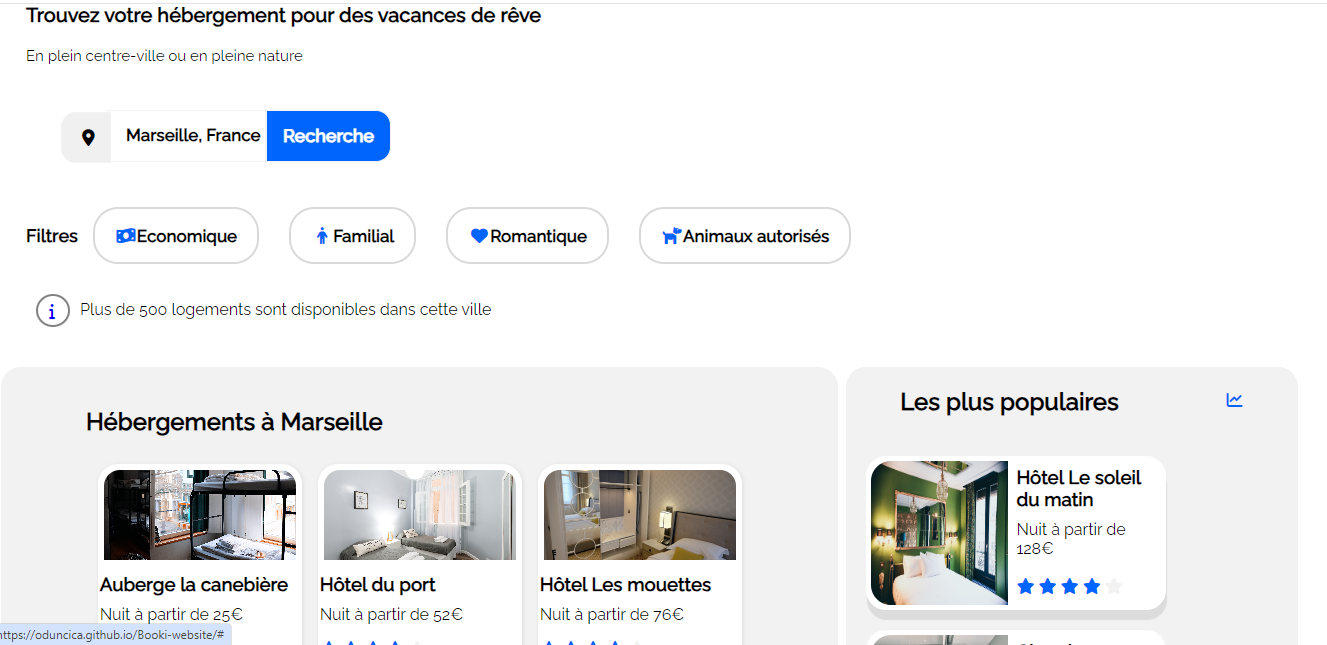 Trouvez votre hébergement pour des vacances de rêve
En plein centre-ville ou en pleine nature
Marseille, France
Recherche
Filtres
Economique
Familial
Romantique
Animaux autorisés
i
Plus de 500 logements sont disponibles dans cette ville
Hébergements à Marseille
Auberge la canebière
Nuit à partir de 25€
Hôtel du port
Nuit à partir de 52€
Hôtel Les mouettes
Nuit à partir de 76€
Les plus populaires
Hôtel Le soleil
du matin
Nuit à partir de
128€
https://oduncica.github.io/Booki-website/#